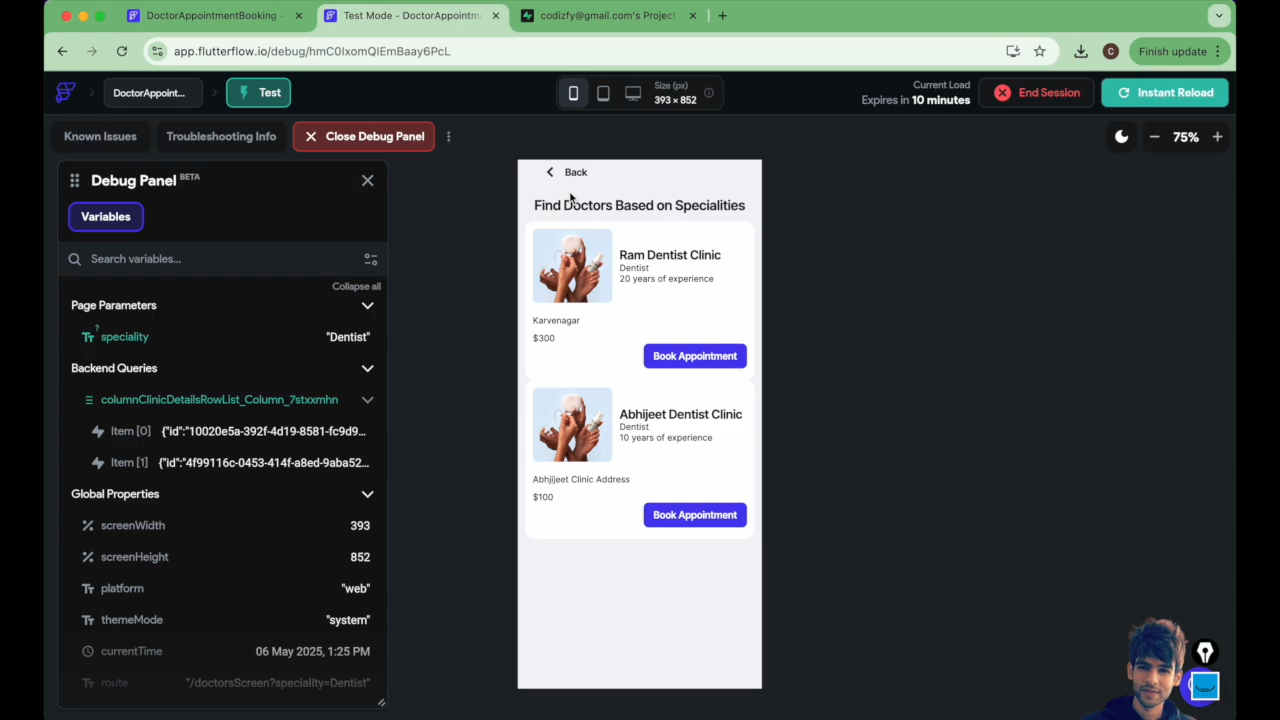 DoctorAppointmentBooking -
Test Mode - DoctorAppointm
codizfy@gmail.com's Project
app.flutterflow.io/debug/hmC0IxomQIEmBaay6PcL
C
Finish update
DoctorAppoint...
Test
Size (px)
393 x 852
Current Load
Expires in 10 minutes
End Session
Instant Reload
Known Issues
Troubleshooting Info
Close Debug Panel
75%
Debug Panel BETA
Variables
Search variables...
Collapse all
Page Parameters
Tт ? speciality "Dentist"
Backend Queries
columnClinicDetailsRowList_Column_7stxxmhn
Item [0] {"id":"10020e5a-392f-4d19-8581-fc9d9...
Item [1] {"id":"4f99116c-0453-414f-a8ed-9aba52...
Global Properties
screenWidth 393
screenHeight 852
Tт platform "web"
Tт themeMode "system"
currentTime 06 May 2025, 1:25 PM
Tт route "/doctorsScreen?speciality=Dentist"
Back
Find Doctors Based on Specialities
Ram Dentist Clinic
Dentist
20 years of experience
Karvenagar
$300
Book Appointment
Abhijeet Dentist Clinic
Dentist
10 years of experience
Abhjijeet Clinic Address
$100
Book Appointment